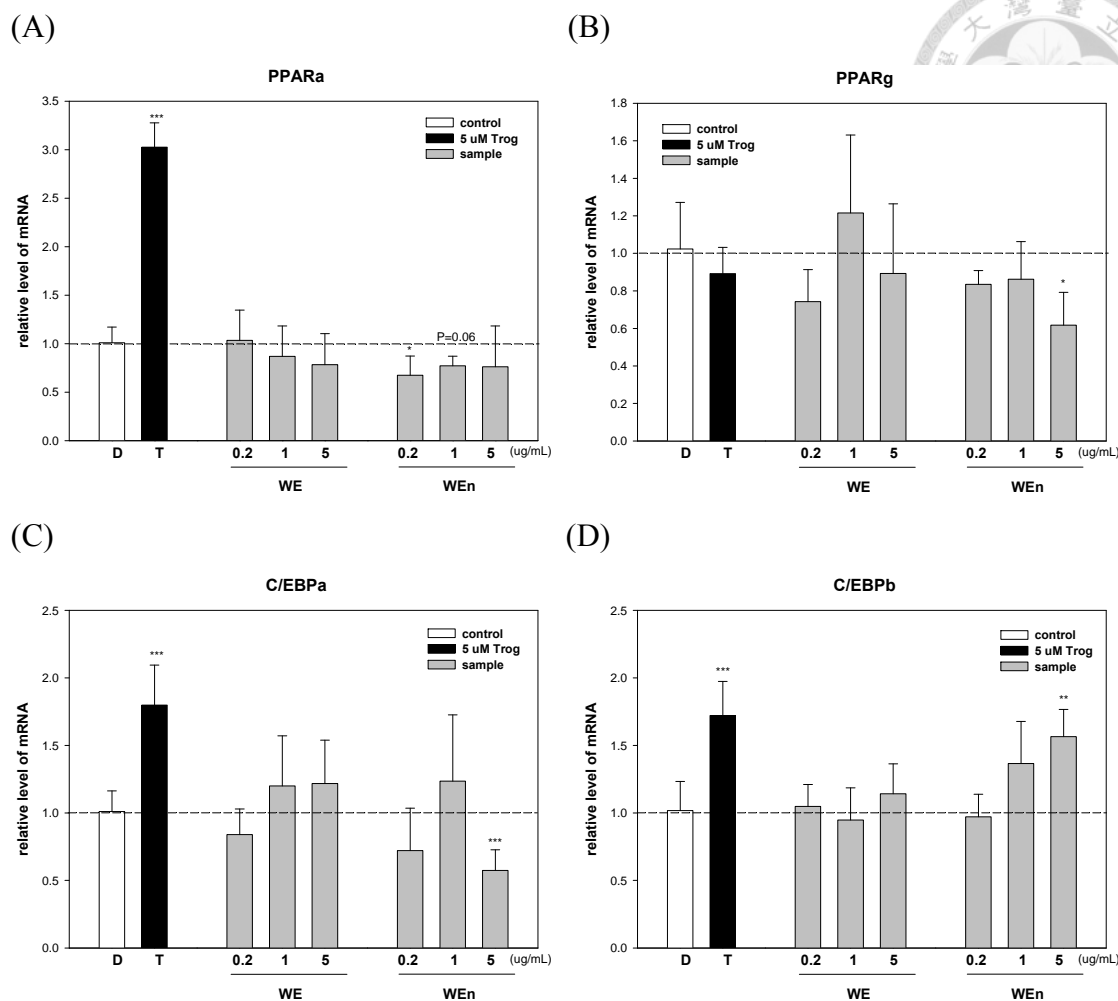 (A)
PPARa
relative level of mRNA
3.5
3.0
2.5
2.0
1.5
1.0
0.5
0.0
***
control
5 uM Trog
sample
*
P=0.06
D T 0.2 1 5 0.2 1 5 (ug/mL)
WE WEn
(B)
PPARg
relative level of mRNA
1.8
1.6
1.4
1.2
1.0
0.8
0.6
0.4
0.2
0.0
control
5 uM Trog
sample
*
D T 0.2 1 5 0.2 1 5 (ug/mL)
WE WEn
(C)
C/EBPa
relative level of mRNA
2.5
2.0
1.5
1.0
0.5
0.0
***
control
5 uM Trog
sample
***
D T 0.2 1 5 0.2 1 5 (ug/mL)
WE WEn
(D)
C/EBPb
relative level of mRNA
2.5
2.0
1.5
1.0
0.5
0.0
***
control
5 uM Trog
sample
**
D T 0.2 1 5 0.2 1 5 (ug/mL)
WE WEn
大灣臺立